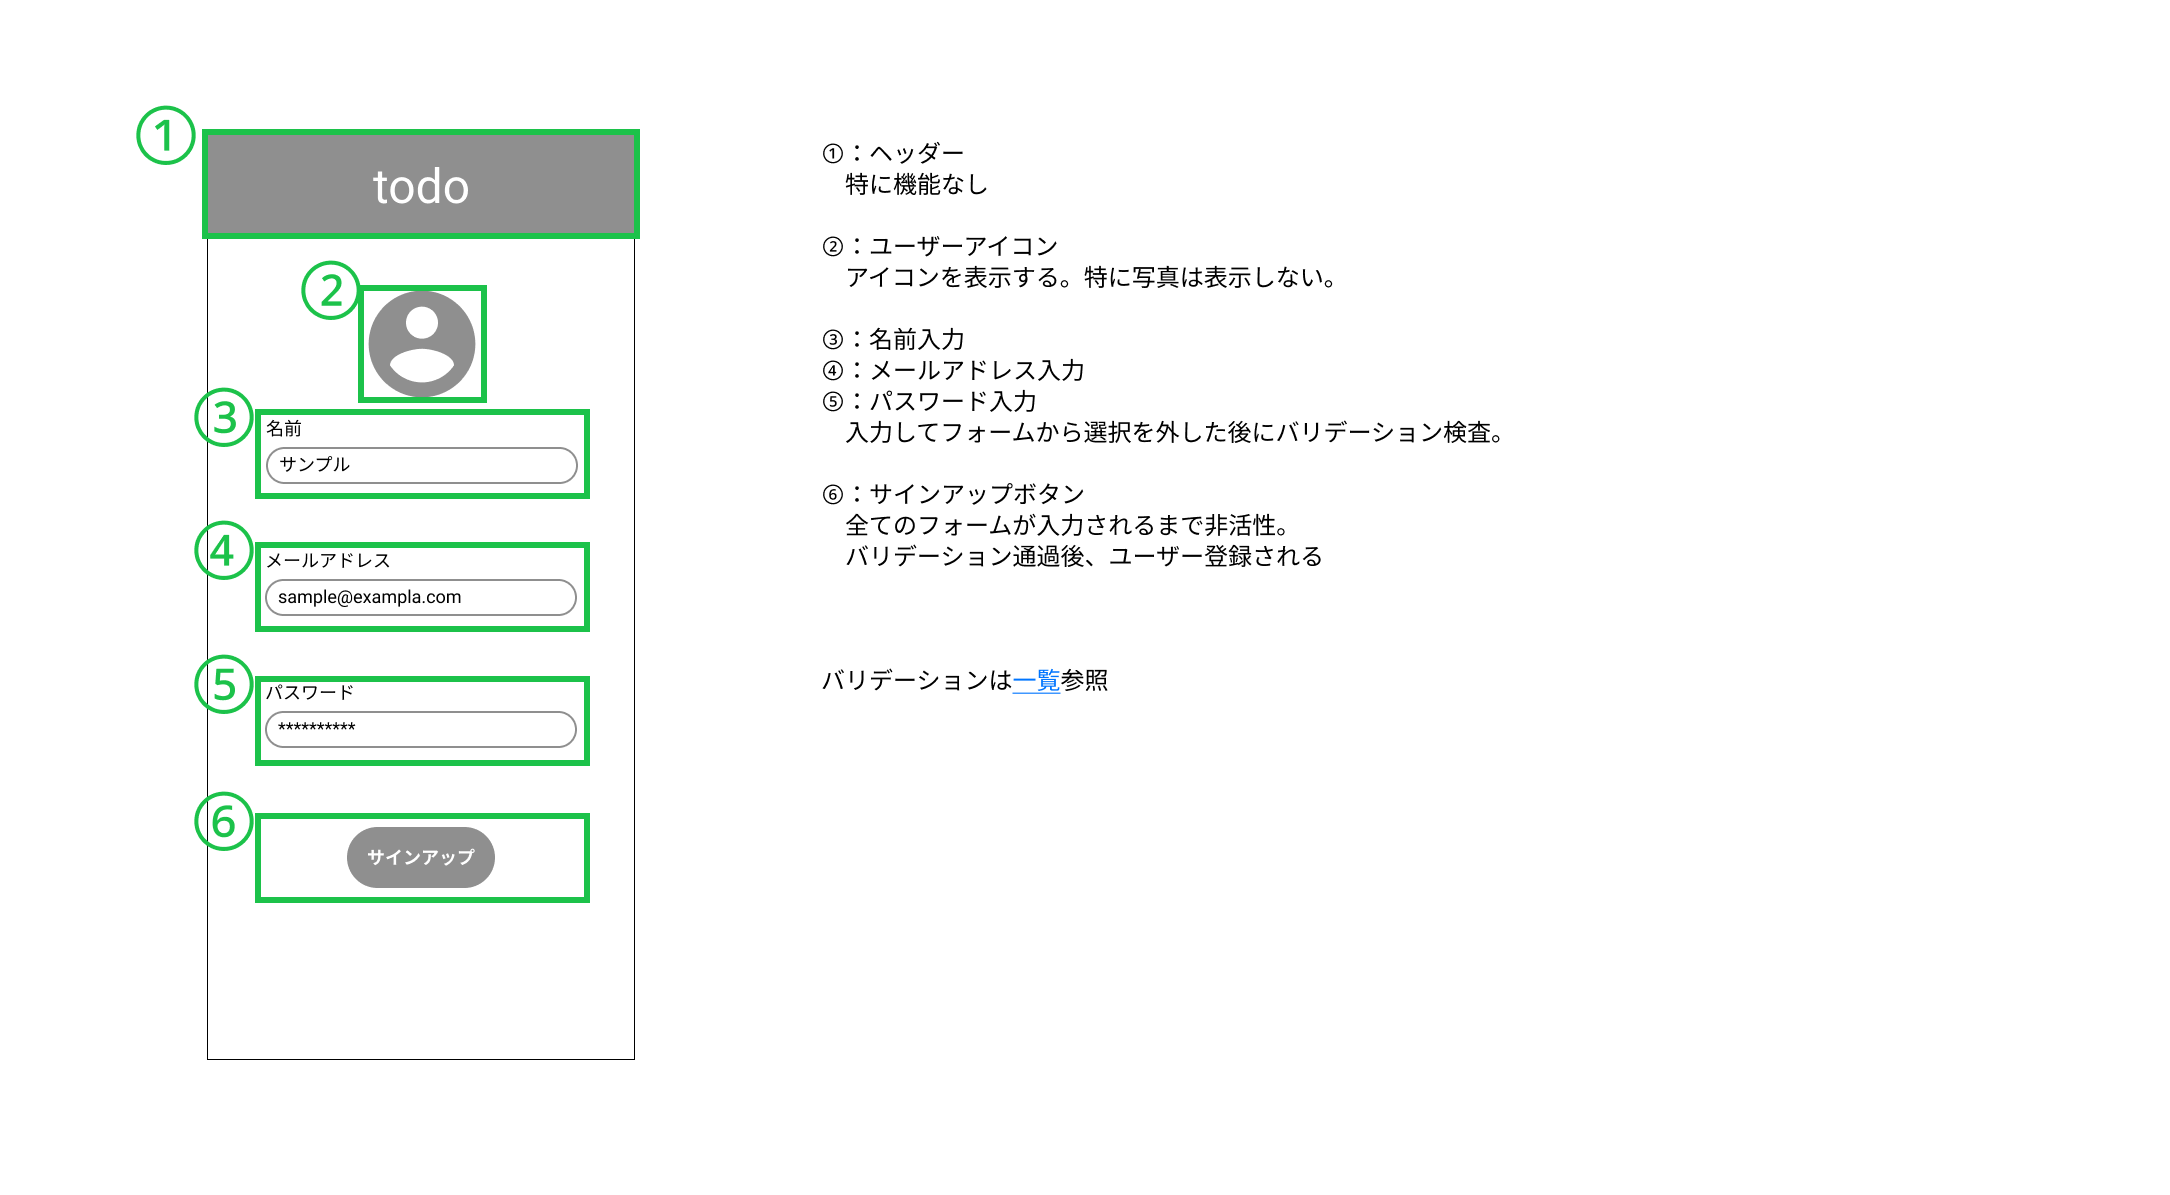 ①
todo
②
③
名前
サンプル
④
メールアドレス
sample@exampla.com
⑤
パスワード
**********
⑥
サインアップ
①：ヘッダー
特に機能なし
②：ユーザーアイコン
アイコンを表示する。特に写真は表示しない。
③：名前入力
④：メールアドレス入力
⑤：パスワード入力
入力してフォームから選択を外した後にバリデーション検査。
⑥：サインアップボタン
全てのフォームが入力されるまで非活性。
バリデーション通過後、ユーザー登録される
バリデーションは一覧参照